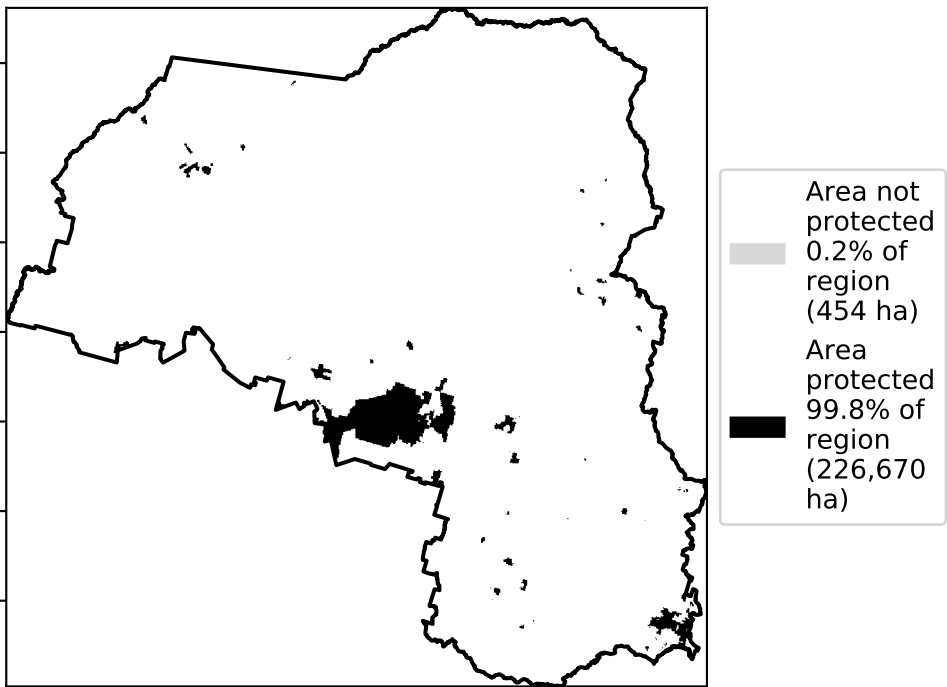 Area not
protected
0.2% of
region
(454 ha)
Area
protected
99.8% of
region
(226,670
ha)